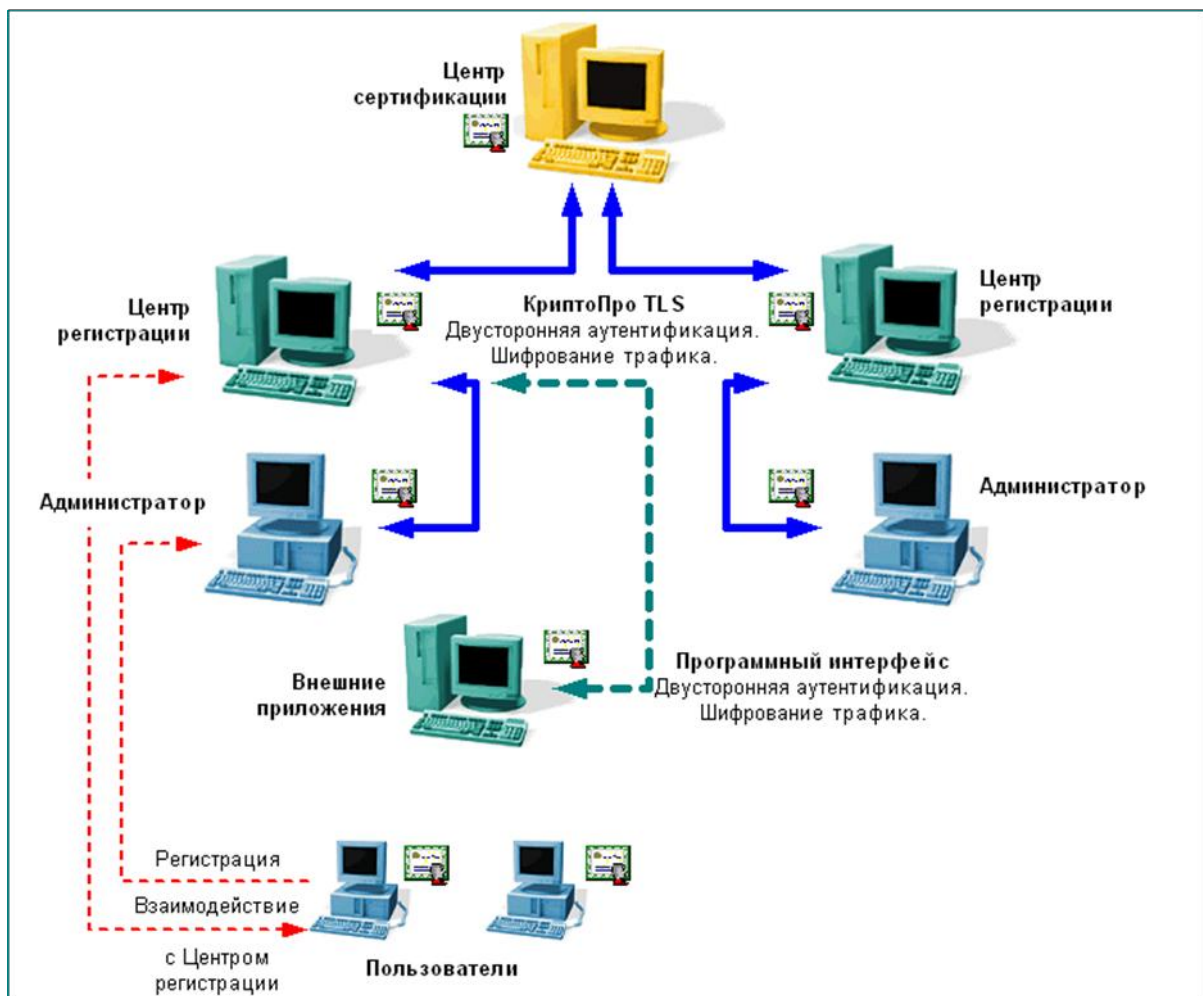 Центр
сертификации
Центр
регистрации
КриптоПро TLS
Двусторонняя аутентификация.
Шифрование трафика.
Центр
регистрации
Администратор
Администратор
Внешние
приложения
Программный интерфейс
Двусторонняя аутентификация.
Шифрование трафика.
Регистрация
Взаимодействие
с Центром
регистрации
Пользователи